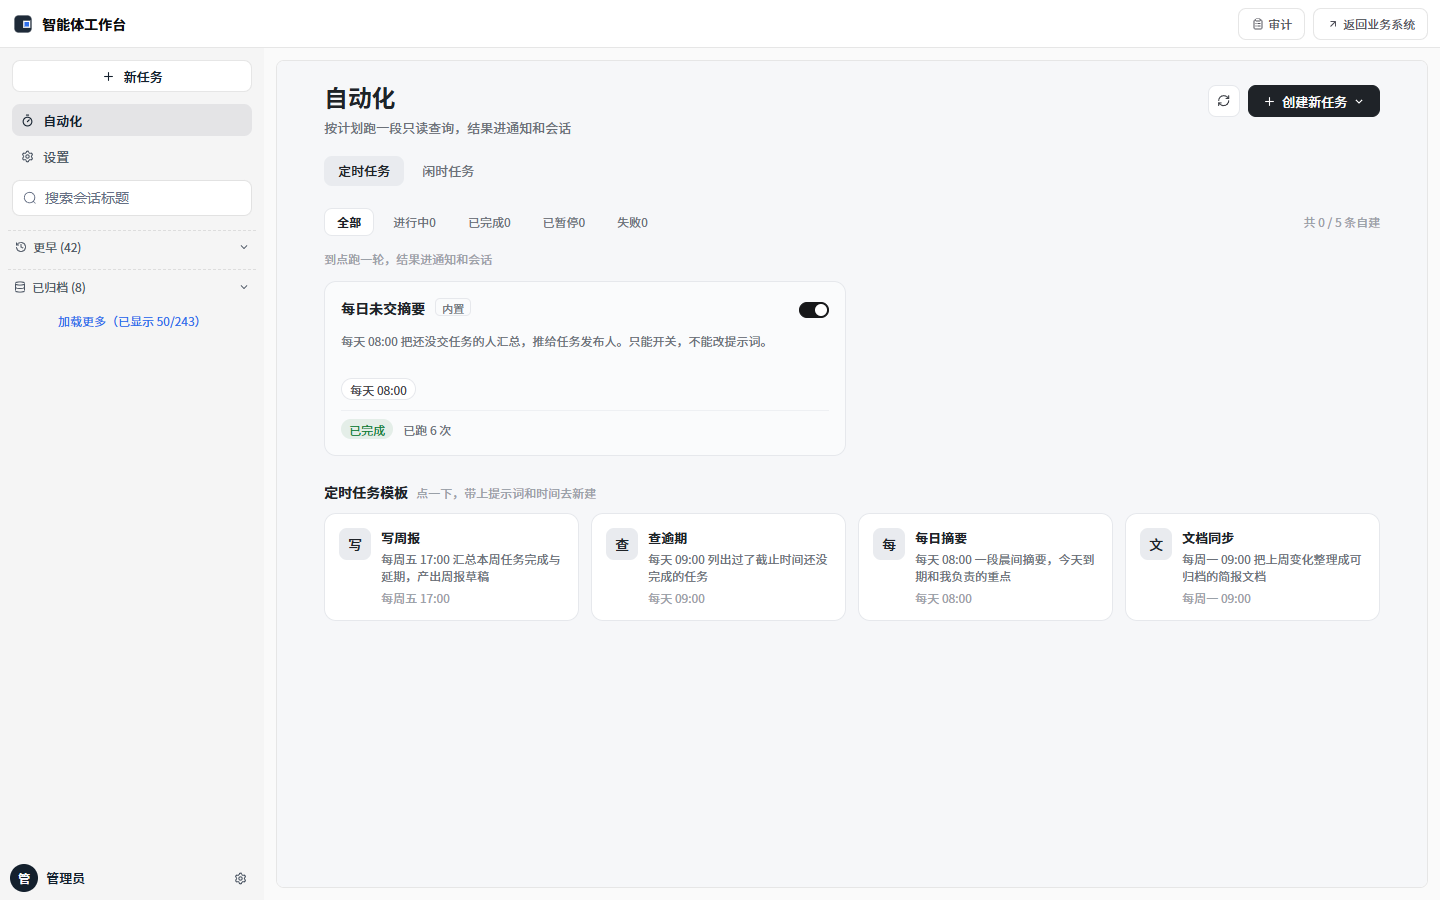 智能体工作台
审计
返回业务系统
新任务
自动化
设置
搜索会话标题
更早 (42)
已归档 (8)
加载更多（已显示 50/243）
管
管理员
自动化
按计划跑一段只读查询，结果进通知和会话
创建新任务
定时任务
闲时任务
全部
进行中0
已完成0
已暂停0
失败0
共 0 / 5 条自建
到点跑一轮，结果进通知和会话
每日未交摘要
内置
每天 08:00 把还没交任务的人汇总，推给任务发布人。只能开关，不能改提示词。
每天 08:00
已完成
已跑 6 次
定时任务模板
点一下，带上提示词和时间去新建
写
写周报
每周五 17:00 汇总本周任务完成与
延期，产出周报草稿
每周五 17:00
查
查逾期
每天 09:00 列出过了截止时间还没
完成的任务
每天 09:00
每
每日摘要
每天 08:00 一段晨间摘要，今天到
期和我负责的重点
每天 08:00
文
文档同步
每周一 09:00 把上周变化整理成可
归档的简报文档
每周一 09:00